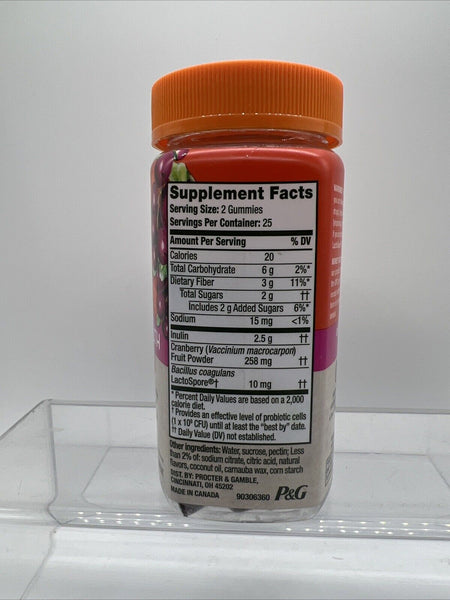 Supplement Facts
Serving Size: 2 Gummies
Servings Per Container: 25
Amount Per Serving % DV
Calories 20
Total Carbohydrate 6 g 2%*
Dietary Fiber 3 g 11%*
Total Sugars 2 g ††
Includes 2 g Added Sugars 6%*
Sodium 15 mg <1%
Inulin 2.5 g ††
Cranberry (Vaccinium macrocarpon)
Fruit Powder 258 mg ††
Bacillus coagulans
LactoSpore®† 10 mg ††
* Percent Daily Values are based on a 2,000
calorie diet.
† Provides an effective level of probiotic cells
(1 x 10⁸ CFU) until at least the "best by" date.
†† Daily Value (DV) not established.
Other ingredients: Water, sucrose, pectin; Less
than 2% of: sodium citrate, citric acid, natural
flavors, coconut oil, carnauba wax, corn starch
DIST. BY: PROCTER & GAMBLE,
CINCINNATI, OH 45202
MADE IN CANADA 90306360 P&G